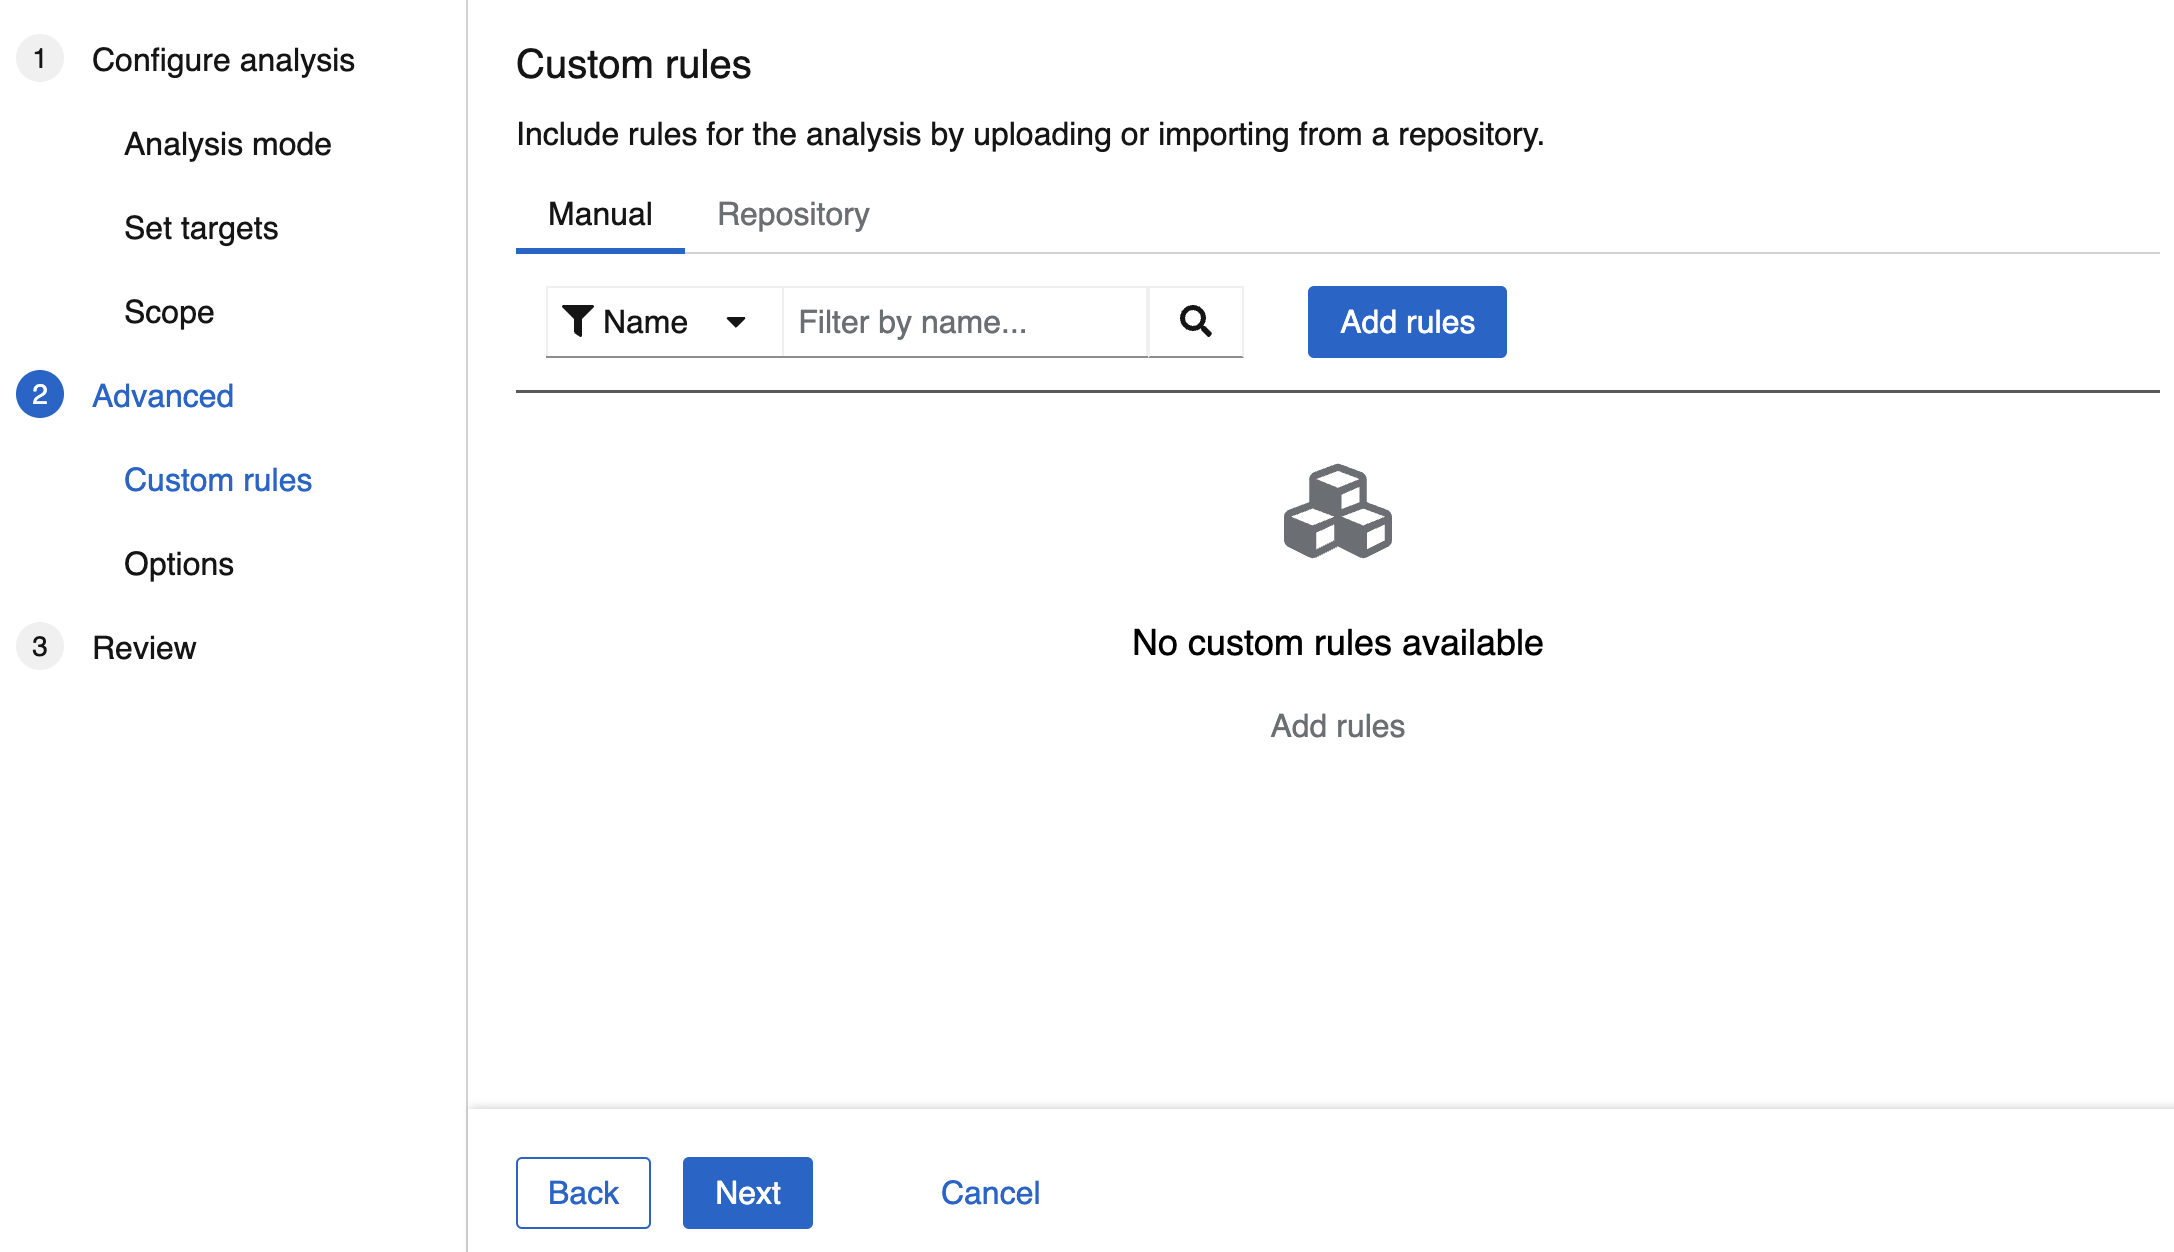 1 Configure analysis
Analysis mode
Set targets
Scope
2 Advanced
Custom rules
Options
3 Review
Custom rules
Include rules for the analysis by uploading or importing from a repository.
Manual Repository
Name Filter by name... Add rules
No custom rules available
Add rules
Back Next Cancel